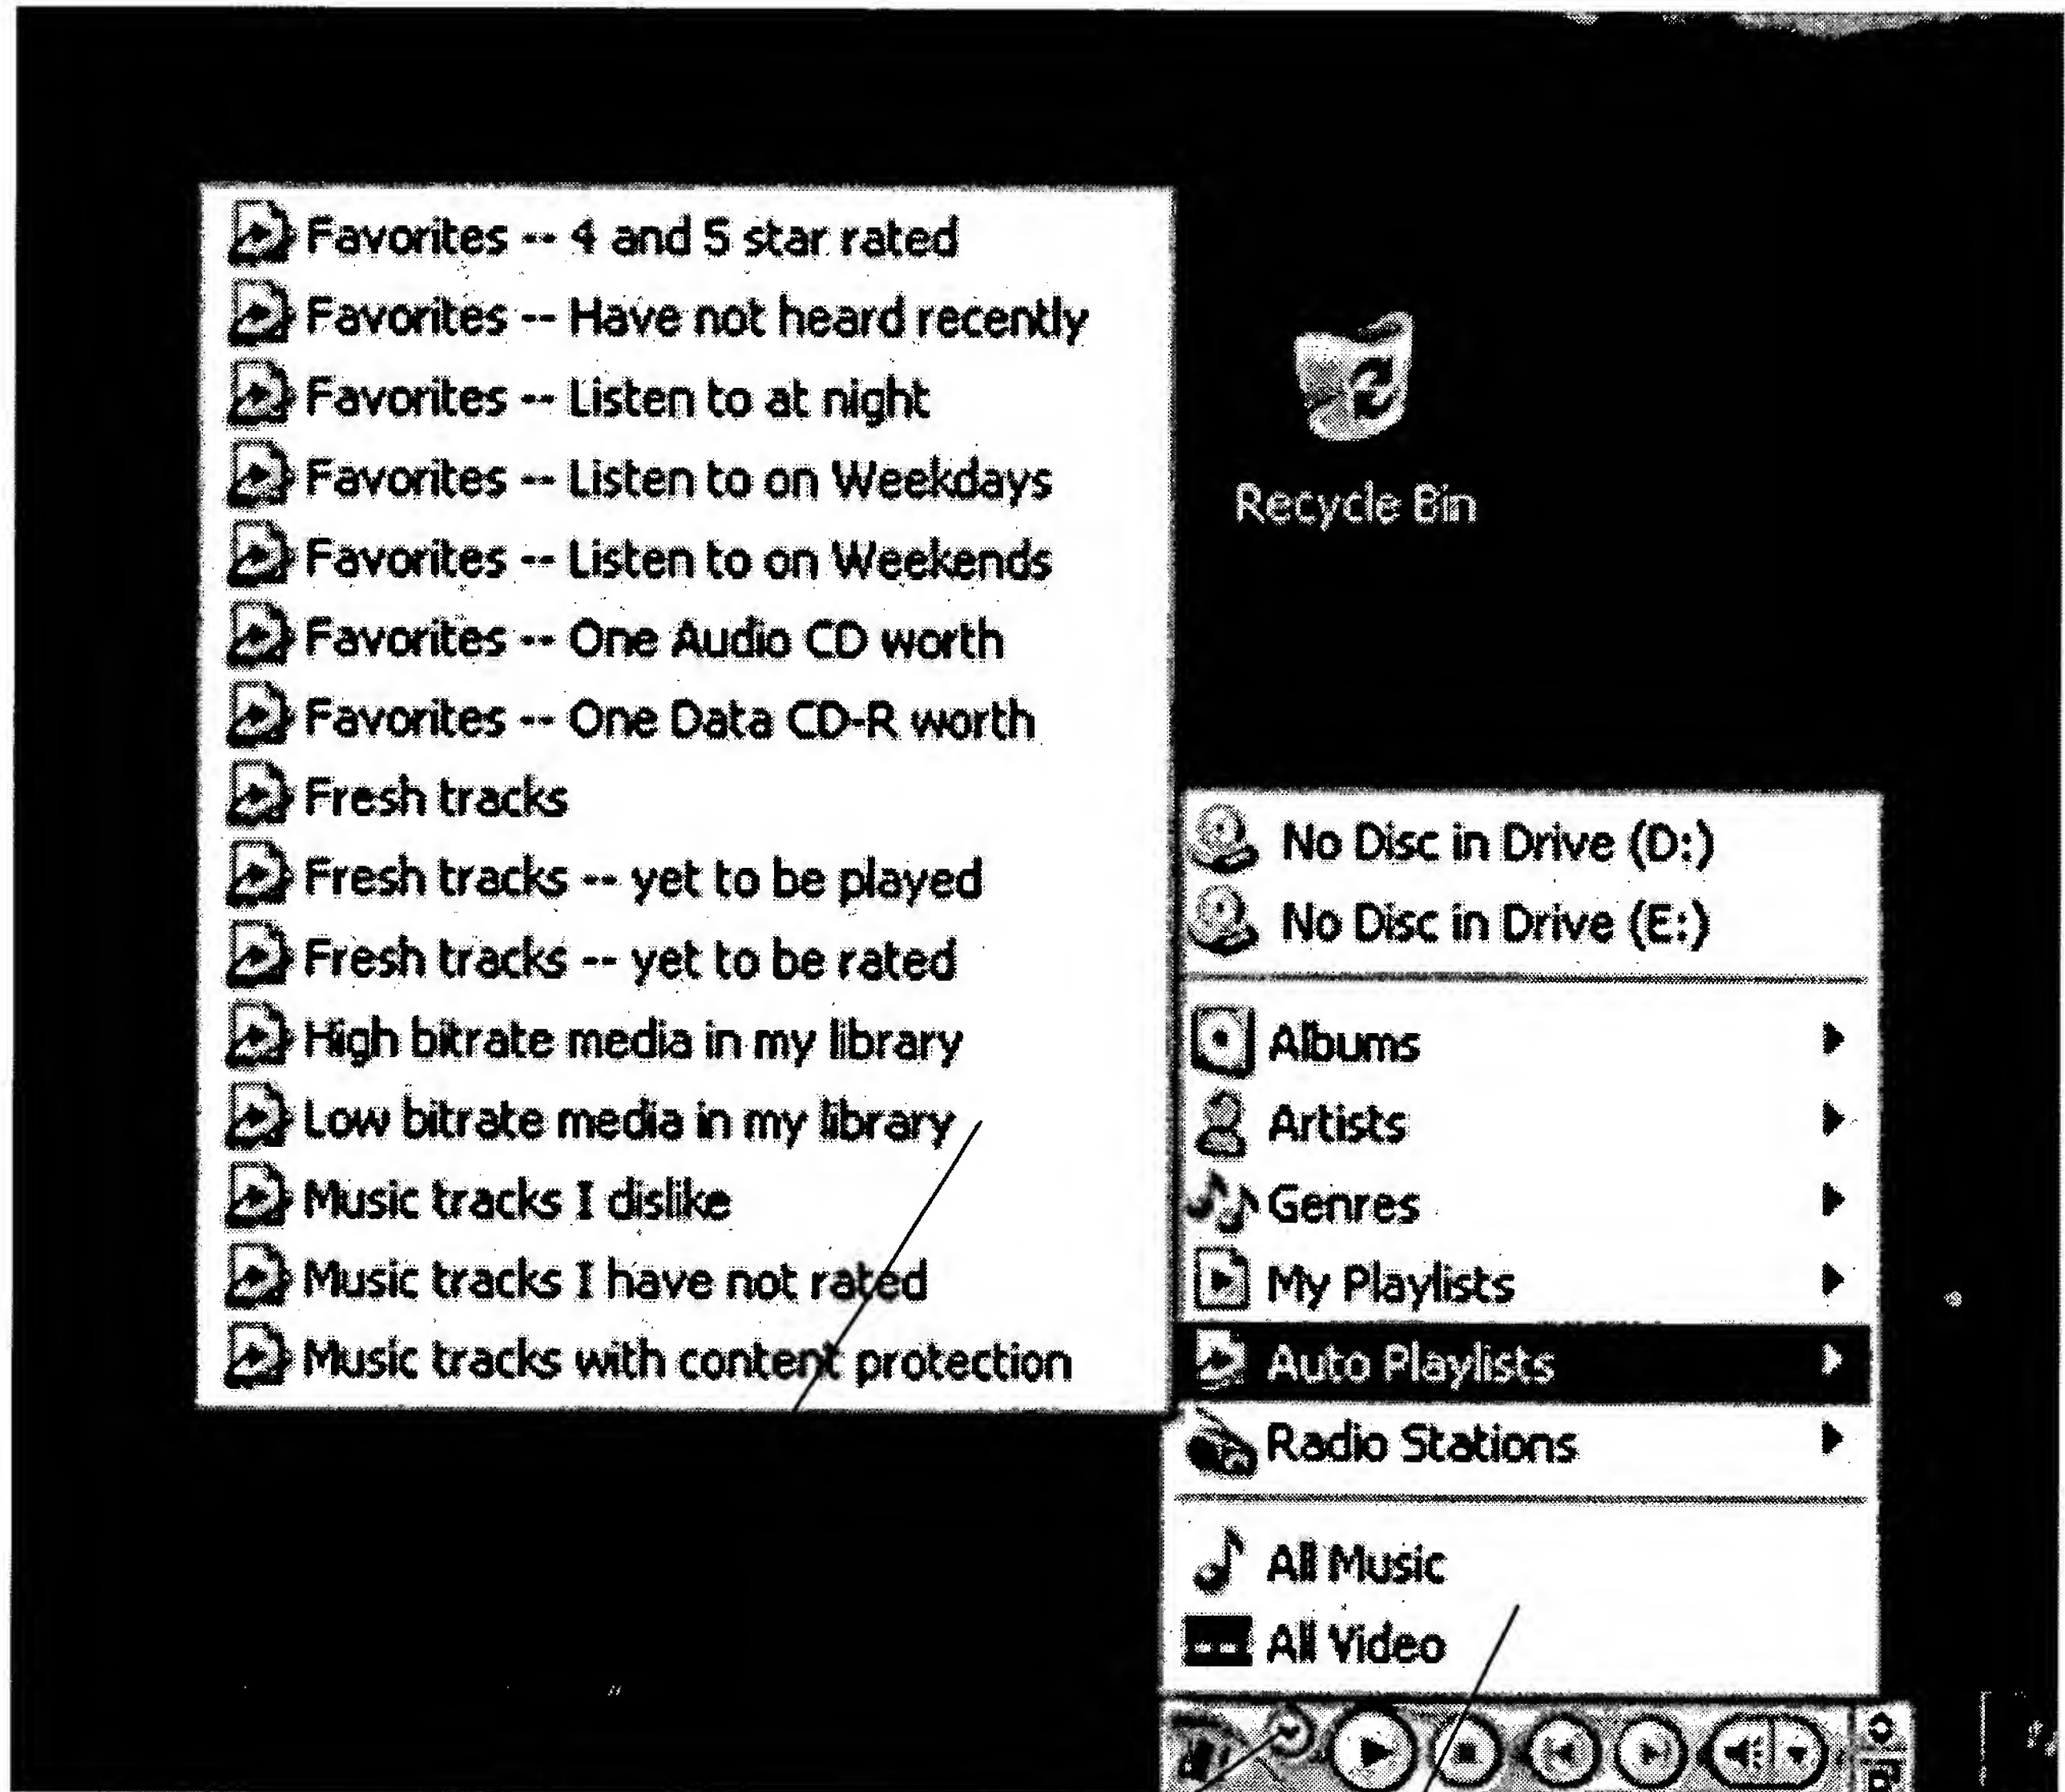 Favorites -- 4 and 5 star rated
Favorites -- Have not heard recently
Favorites -- Listen to at night
Favorites -- Listen to on Weekdays
Favorites -- Listen to on Weekends
Favorites -- One Audio CD worth
Favorites -- One Data CD-R worth
Fresh tracks
Fresh tracks -- yet to be played
Fresh tracks -- yet to be rated
High bitrate media in my library
Low bitrate media in my library
Music tracks I dislike
Music tracks I have not rated
Music tracks with content protection
Recycle Bin
No Disc in Drive (D:)
No Disc in Drive (E:)
Albums
Artists
Genres
My Playlists
Auto Playlists
Radio Stations
All Music
All Video